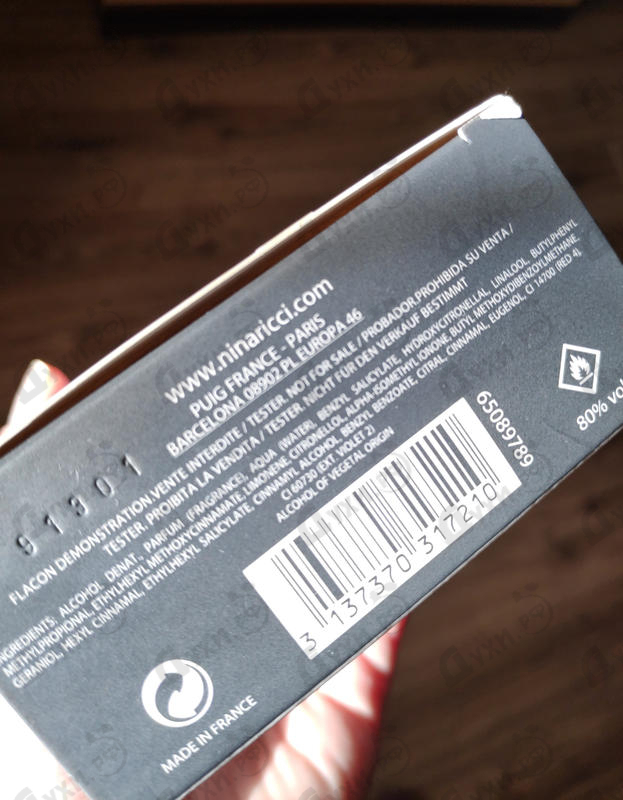 www.ninaricci.com
PUIG FRANCE - PARIS
BARCELONA 08902.PL EUROPA 46
FLACON DEMONSTRATION.VENTE INTERDITE / TESTER. NOT FOR SALE / PROBADOR.PROHIBIDA SU VENTA /
TESTER .PROIBITA LA VENDITA / TESTER. NICHT FÜR DEN VERKAUF BESTIMMT
INGREDIENTS: ALCOHOL DENAT., PARFUM (FRAGRANCE), AQUA (WATER), BENZYL SALICYLATE, HYDROXYCITRONELLAL, LINALOOL, BUTYLPHENYL
METHYLPROPIONAL, ETHYLHEXYL METHOXYCINNAMATE, LIMONENE, CITRONELLOL, ALPHA-ISOMETHYL IONONE, BUTYL METHOXYDIBENZOYLMETHANE,
GERANIOL, HEXYL CINNAMAL, ETHYLHEXYL SALICYLATE, CINNAMYL ALCOHOL, BENZYL BENZOATE, CITRAL, CINNAMAL, EUGENOL, CI 14700 (RED 4),
CI 60730 (EXT. VIOLET 2)
ALCOHOL OF VEGETAL ORIGIN
91901
65089789
80% vol
3 137370 317210
MADE IN FRANCE
духи.рф